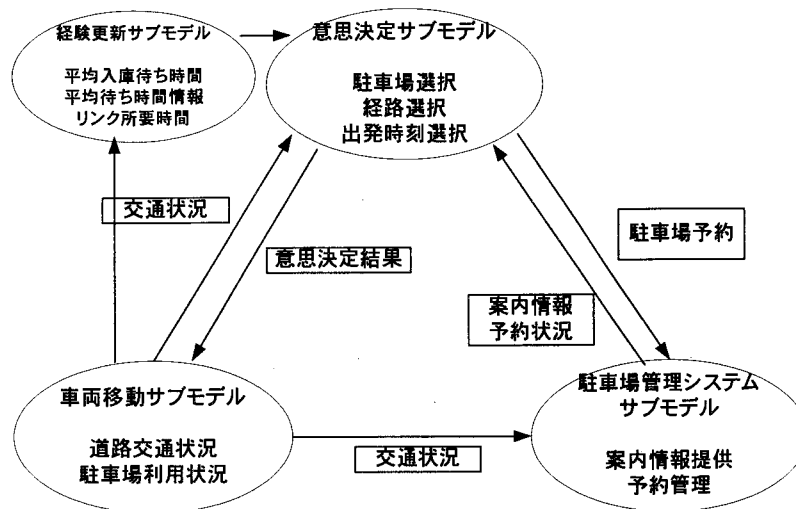 経験更新サブモデル
平均入庫待ち時間
平均待ち時間情報
リンク所要時間
意思決定サブモデル
駐車場選択
経路選択
出発時刻選択
交通状況
意思決定結果
駐車場予約
案内情報
予約状況
車両移動サブモデル
道路交通状況
駐車場利用状況
交通状況
駐車場管理システム
サブモデル
案内情報提供
予約管理